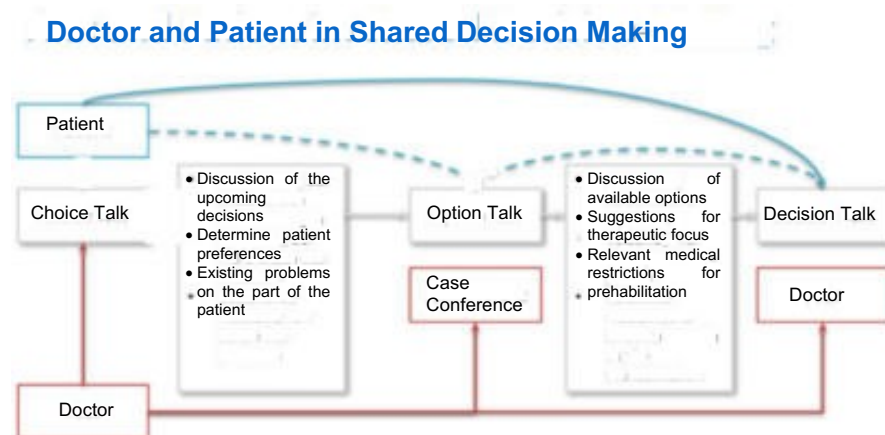 Doctor and Patient in Shared Decision Making
Patient
Choice Talk
• Discussion of the
upcoming
decisions
• Determine patient
preferences
• Existing problems
on the part of the
patient
Option Talk
• Discussion of
available options
• Suggestions for
therapeutic focus
• Relevant medical
restrictions for
prehabilitation
Decision Talk
Case
Conference
Doctor
Doctor